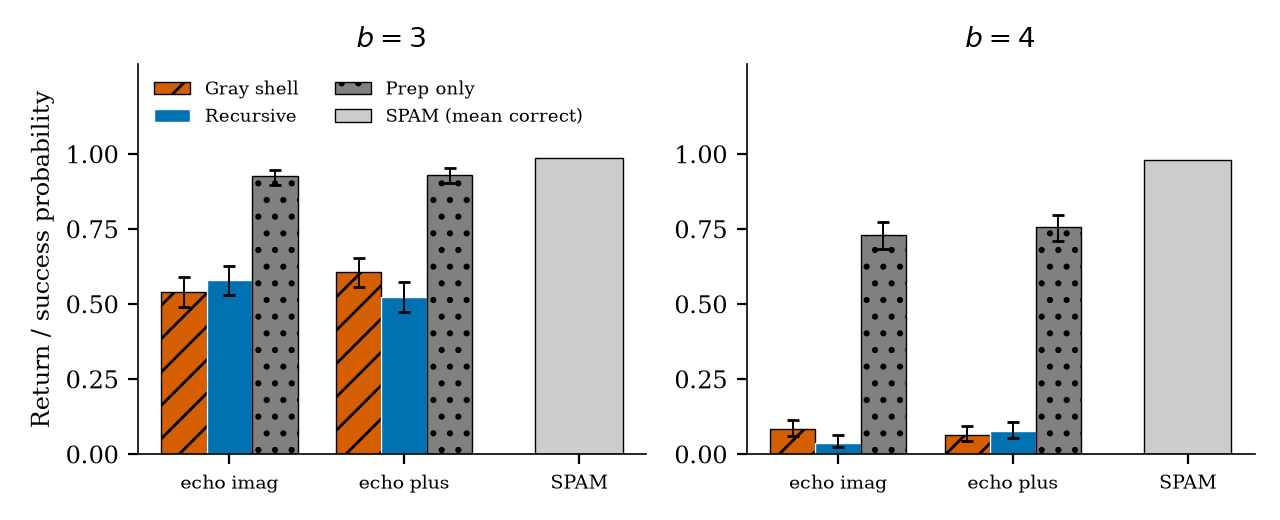 b = 3
b = 4
Gray shell
Recursive
Prep only
SPAM (mean correct)
Return / success probability
1.00
0.75
0.50
0.25
0.00
echo imag
echo plus
SPAM
1.00
0.75
0.50
0.25
0.00
echo imag
echo plus
SPAM